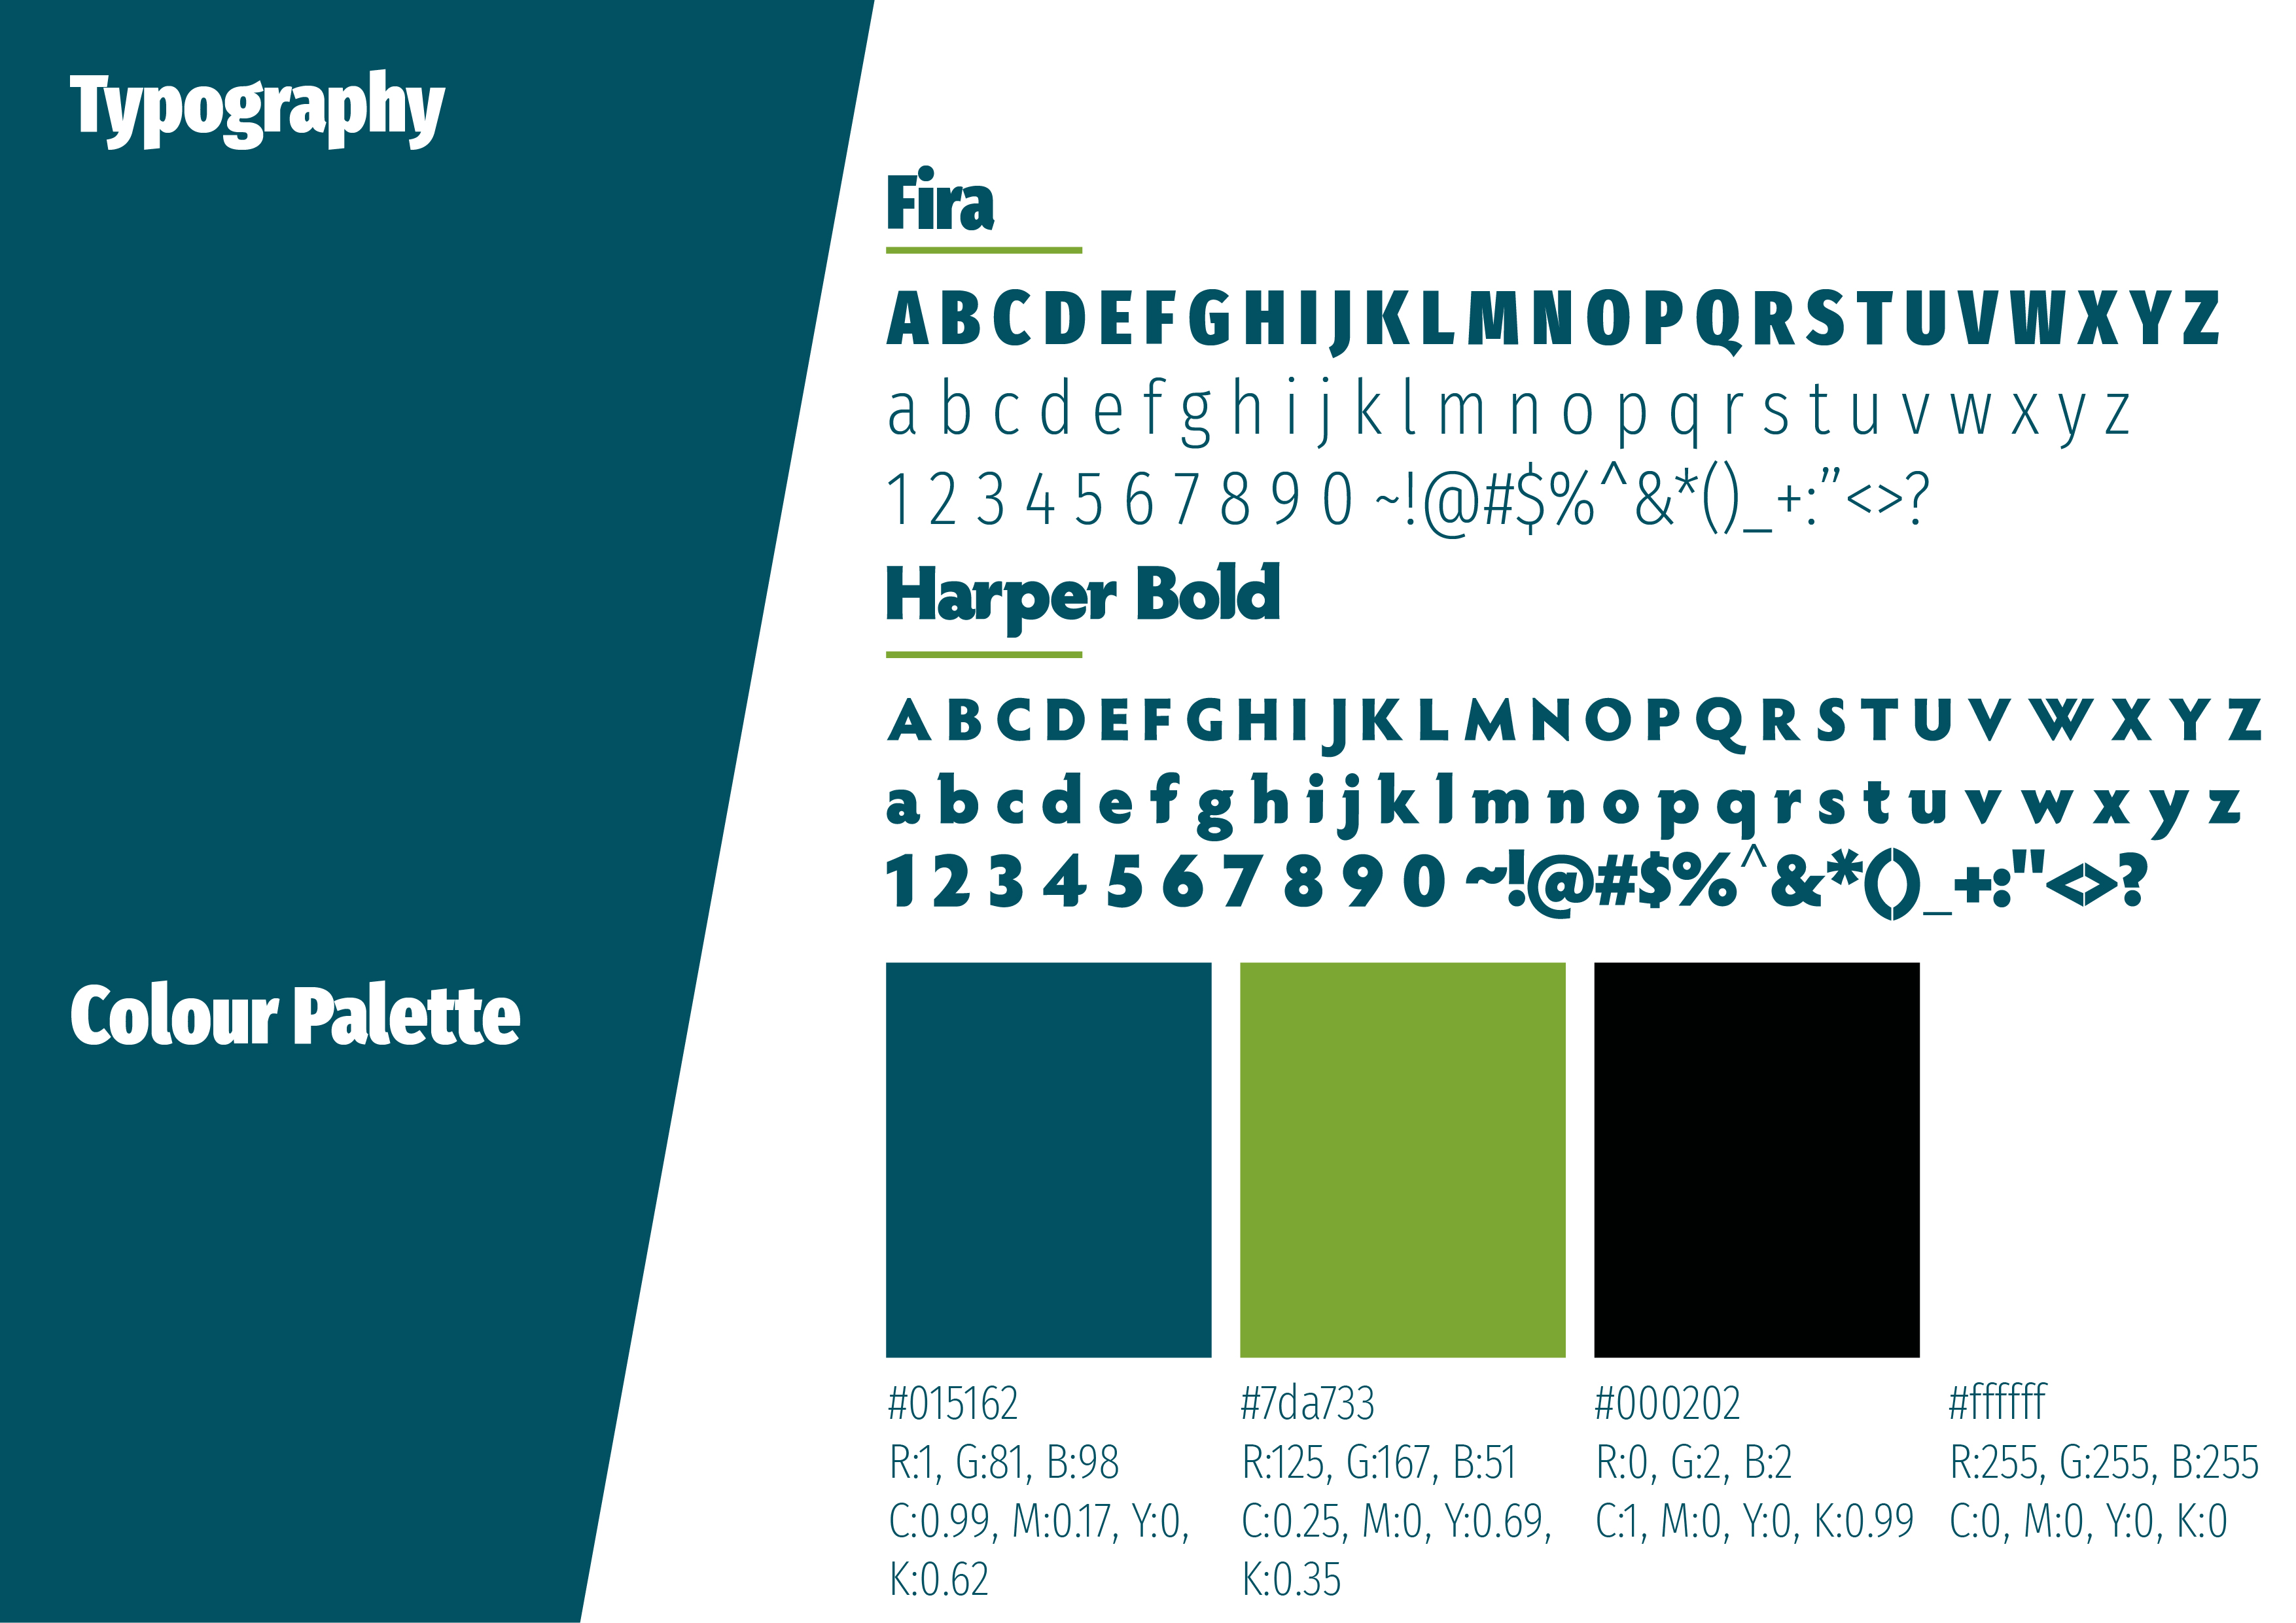 Typography
Fira
A B C D E F G H I J K L M N O P Q R S T U V W X Y Z
a b c d e f g h i j k l m n o p q r s t u v w x y z
1 2 3 4 5 6 7 8 9 0 ~!@#$%^&*()_+:”<>?
Harper Bold
A B C D E F G H I J K L M N O P Q R S T U V W X Y Z
a b c d e f g h i j k l m n o p q r s t u v w x y z
1 2 3 4 5 6 7 8 9 0 ~!@#$%^&*()_+:"<>?
Colour Palette
#015162
R:1, G:81, B:98
C:0.99, M:0.17, Y:0,
K:0.62
#7da733
R:125, G:167, B:51
C:0.25, M:0, Y:0.69,
K:0.35
#000202
R:0, G:2, B:2
C:1, M:0, Y:0, K:0.99
#ffffff
R:255, G:255, B:255
C:0, M:0, Y:0, K:0